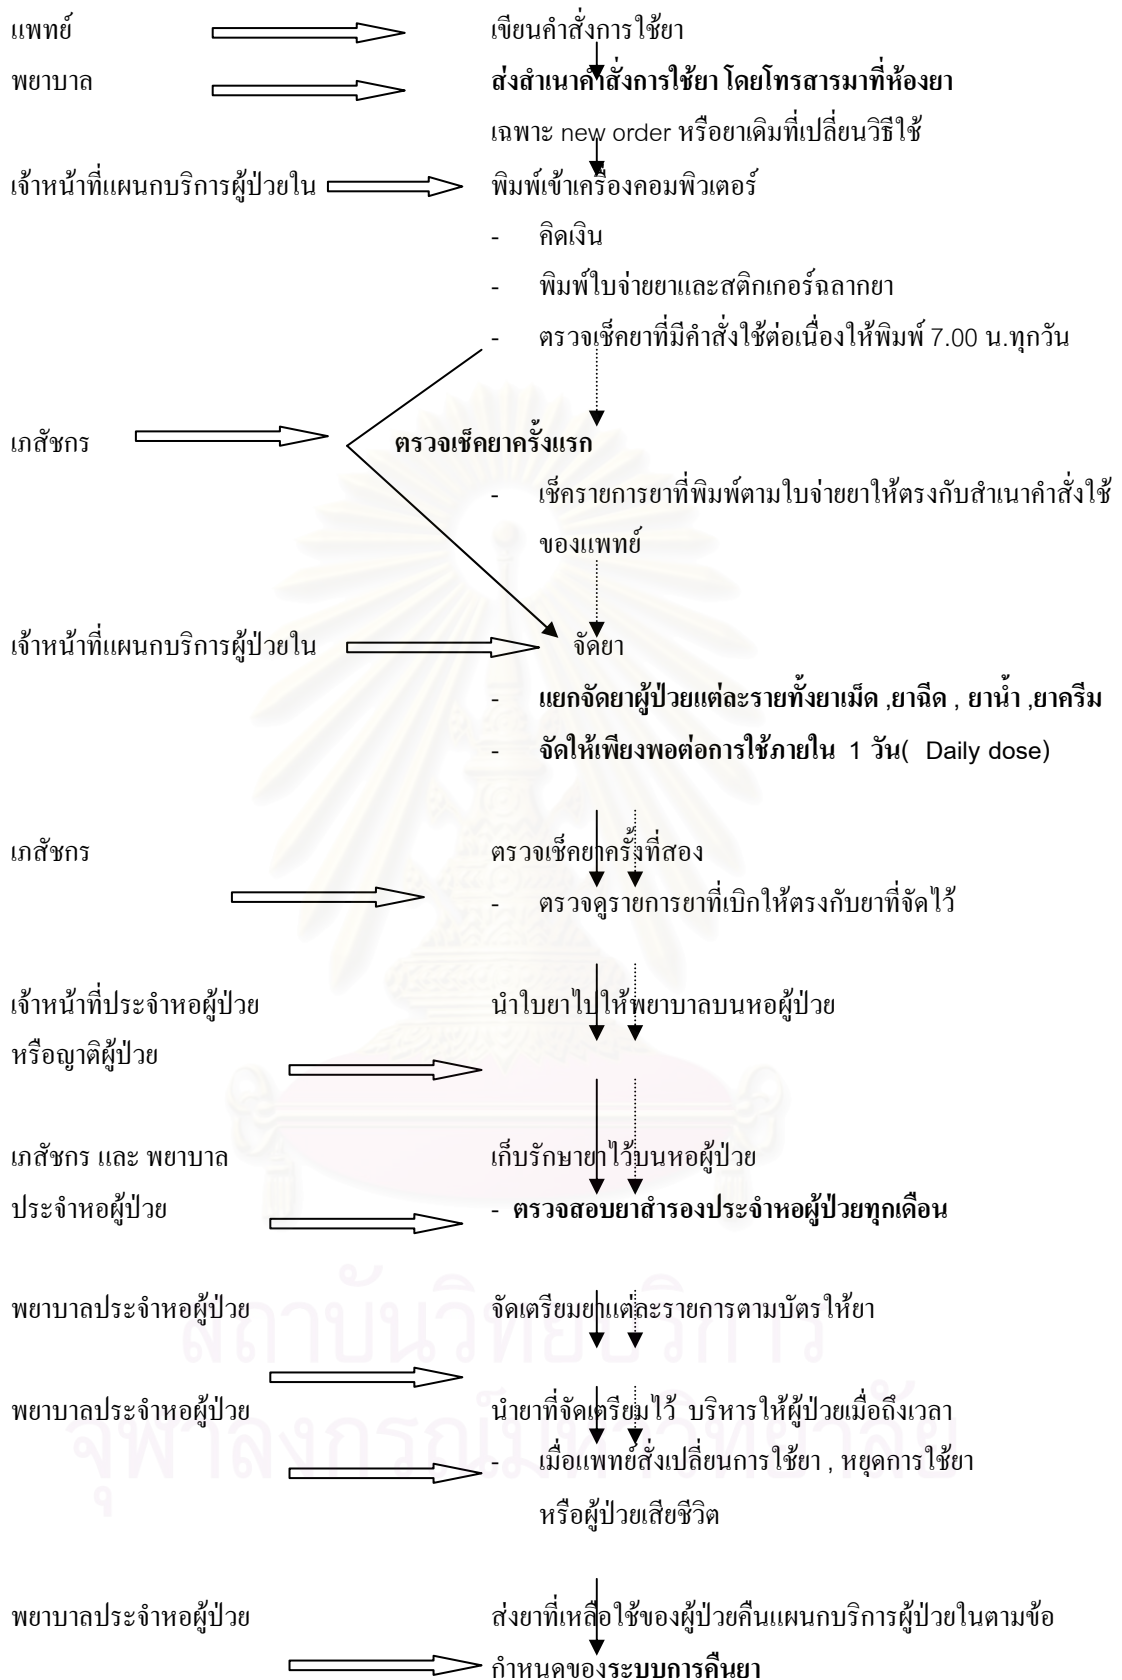 แพทย์ เขียนคำสั่งการใช้ยา
พยาบาล ส่งสำเนาคำสั่งการใช้ยา โดยโทรสารมาที่ห้องยา
เฉพาะ new order หรือยาเดิมที่เปลี่ยนวิธีใช้
เจ้าหน้าที่แผนกบริการผู้ป่วยใน พิมพ์เข้าเครื่องคอมพิวเตอร์
- คิดเงิน
- พิมพ์ใบจ่ายยาและสติกเกอร์ฉลากยา
- ตรวจเช็คยาที่มีคำสั่งใช้ต่อเนื่องให้พิมพ์ 7.00 น.ทุกวัน
เภสัชกร ตรวจเช็คยาครั้งแรก
- เช็ครายการยาที่พิมพ์ตามใบจ่ายยาให้ตรงกับสำเนาคำสั่งใช้
ของแพทย์
เจ้าหน้าที่แผนกบริการผู้ป่วยใน จัดยา
- แยกจัดยาผู้ป่วยแต่ละรายทั้งยาเม็ด ,ยาฉีด , ยาน้ำ ,ยาครีม
- จัดให้เพียงพอต่อการใช้ภายใน 1 วัน( Daily dose)
เภสัชกร ตรวจเช็คยาครั้งที่สอง
- ตรวจดูรายการยาที่เบิกให้ตรงกับยาที่จัดไว้
เจ้าหน้าที่ประจำหอผู้ป่วย นำใบยาไปให้พยาบาลบนหอผู้ป่วย
หรือญาติผู้ป่วย
เภสัชกร และ พยาบาล เก็บรักษายาไว้บนหอผู้ป่วย
ประจำหอผู้ป่วย - ตรวจสอบยาสำรองประจำหอผู้ป่วยทุกเดือน
พยาบาลประจำหอผู้ป่วย จัดเตรียมยาแต่ละรายการตามบัตรให้ยา
พยาบาลประจำหอผู้ป่วย นำยาที่จัดเตรียมไว้ บริหารให้ผู้ป่วยเมื่อถึงเวลา
- เมื่อแพทย์สั่งเปลี่ยนการใช้ยา , หยุดการใช้ยา
หรือผู้ป่วยเสียชีวิต
พยาบาลประจำหอผู้ป่วย ส่งยาที่เหลือใช้ของผู้ป่วยคืนแผนกบริการผู้ป่วยในตามข้อ
กำหนดของระบบการคืนยา
สถาบันวิทยบริการ
จุฬาลงกรณ์มหาวิทยาลัย